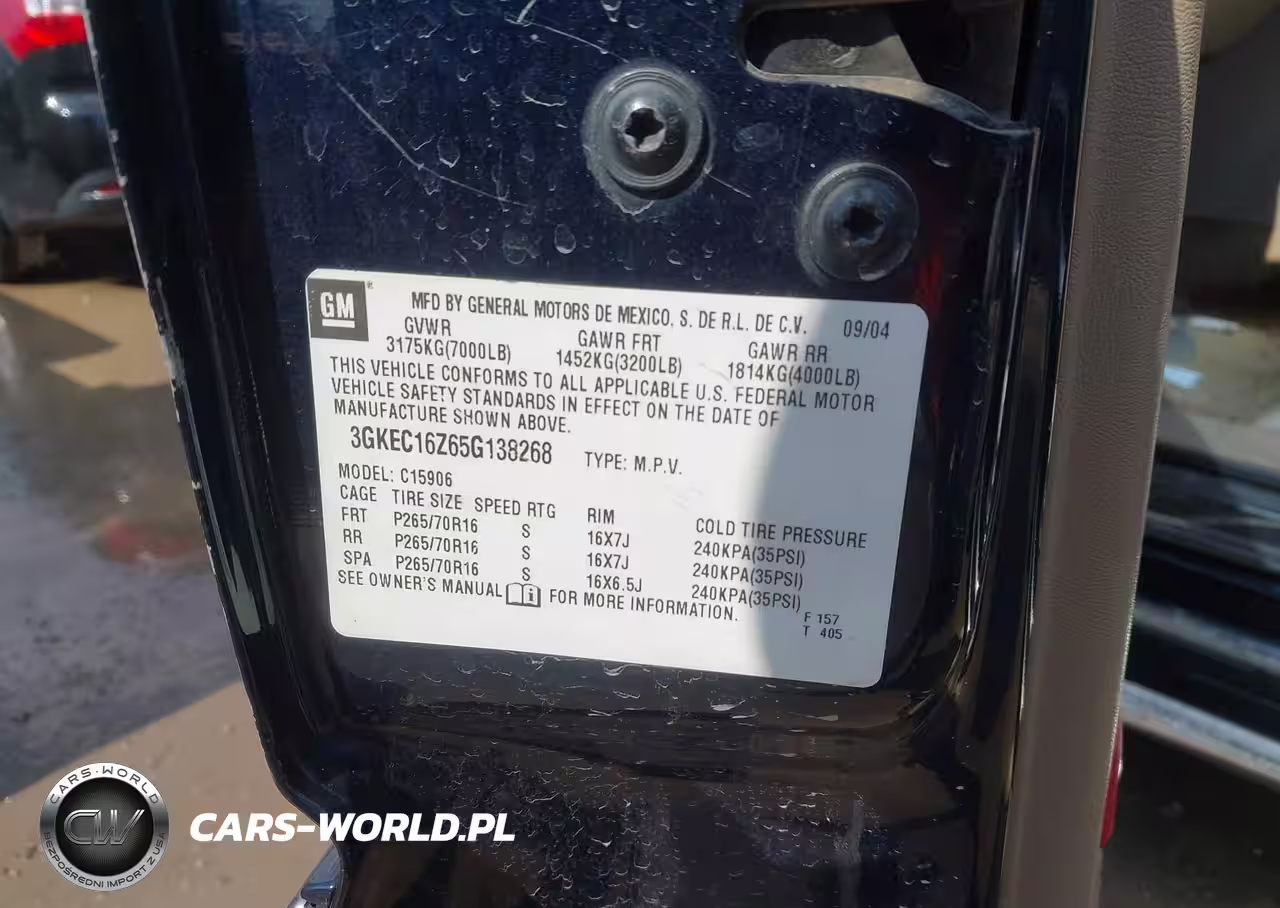 GM ®
MFD BY GENERAL MOTORS DE MEXICO, S. DE R.L. DE C.V. 09/04
GVWR GAWR FRT GAWR RR
3175KG(7000LB) 1452KG(3200LB) 1814KG(4000LB)
THIS VEHICLE CONFORMS TO ALL APPLICABLE U.S. FEDERAL MOTOR
VEHICLE SAFETY STANDARDS IN EFFECT ON THE DATE OF
MANUFACTURE SHOWN ABOVE.
3GKEC16Z65G138268 TYPE: M.P.V.
MODEL: C15906
CAGE TIRE SIZE SPEED RTG RIM COLD TIRE PRESSURE
FRT P265/70R16 S 16X7J 240KPA(35PSI)
RR P265/70R16 S 16X7J 240KPA(35PSI)
SPA P265/70R16 S 16X6.5J 240KPA(35PSI)
SEE OWNER'S MANUAL FOR MORE INFORMATION.
F 157
T 405
CARS-WORLD
CW
BEZPOŚREDNI IMPORT Z USA
CARS-WORLD.PL